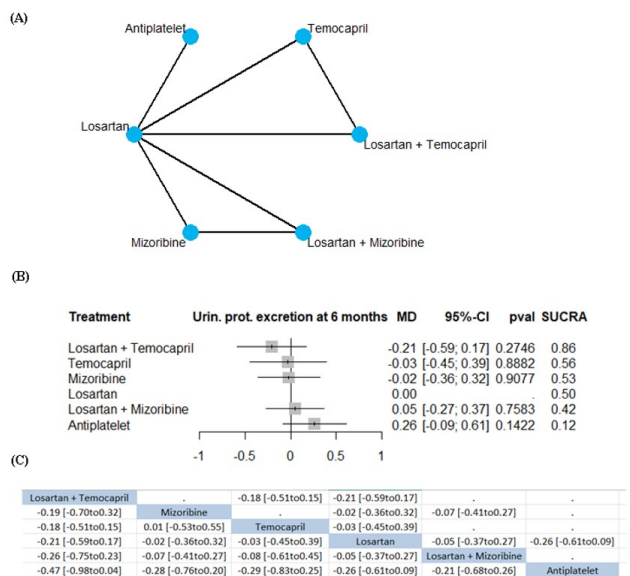 (A)
Antiplatelet
Temocapril
Losartan
Losartan + Temocapril
Mizoribine
Losartan + Mizoribine
(B)
Treatment Urin. prot. excretion at 6 months MD 95%-CI pval SUCRA
Losartan + Temocapril -0.21 [-0.59; 0.17] 0.2746 0.86
Temocapril -0.03 [-0.45; 0.39] 0.8882 0.56
Mizoribine -0.02 [-0.36; 0.32] 0.9077 0.53
Losartan 0.00 . 0.50
Losartan + Mizoribine 0.05 [-0.27; 0.37] 0.7583 0.42
Antiplatelet 0.26 [-0.09; 0.61] 0.1422 0.12
-1 -0.5 0 0.5 1
(C)
Losartan + Temocapril . -0.18 [-0.51to0.15] -0.21 [-0.59to0.17] . .
-0.19 [-0.70to0.32] Mizoribine . -0.02 [-0.36to0.32] -0.07 [-0.41to0.27] .
-0.18 [-0.51to0.15] 0.01 [-0.53to0.55] Temocapril -0.03 [-0.45to0.39] . .
-0.21 [-0.59to0.17] -0.02 [-0.36to0.32] -0.03 [-0.45to0.39] Losartan -0.05 [-0.37to0.27] -0.26 [-0.61to0.09]
-0.26 [-0.75to0.23] -0.07 [-0.41to0.27] -0.08 [-0.61to0.45] -0.05 [-0.37to0.27] Losartan + Mizoribine .
-0.47 [-0.98to0.04] -0.28 [-0.76to0.20] -0.29 [-0.83to0.25] -0.26 [-0.61to0.09] -0.21 [-0.68to0.26] Antiplatelet